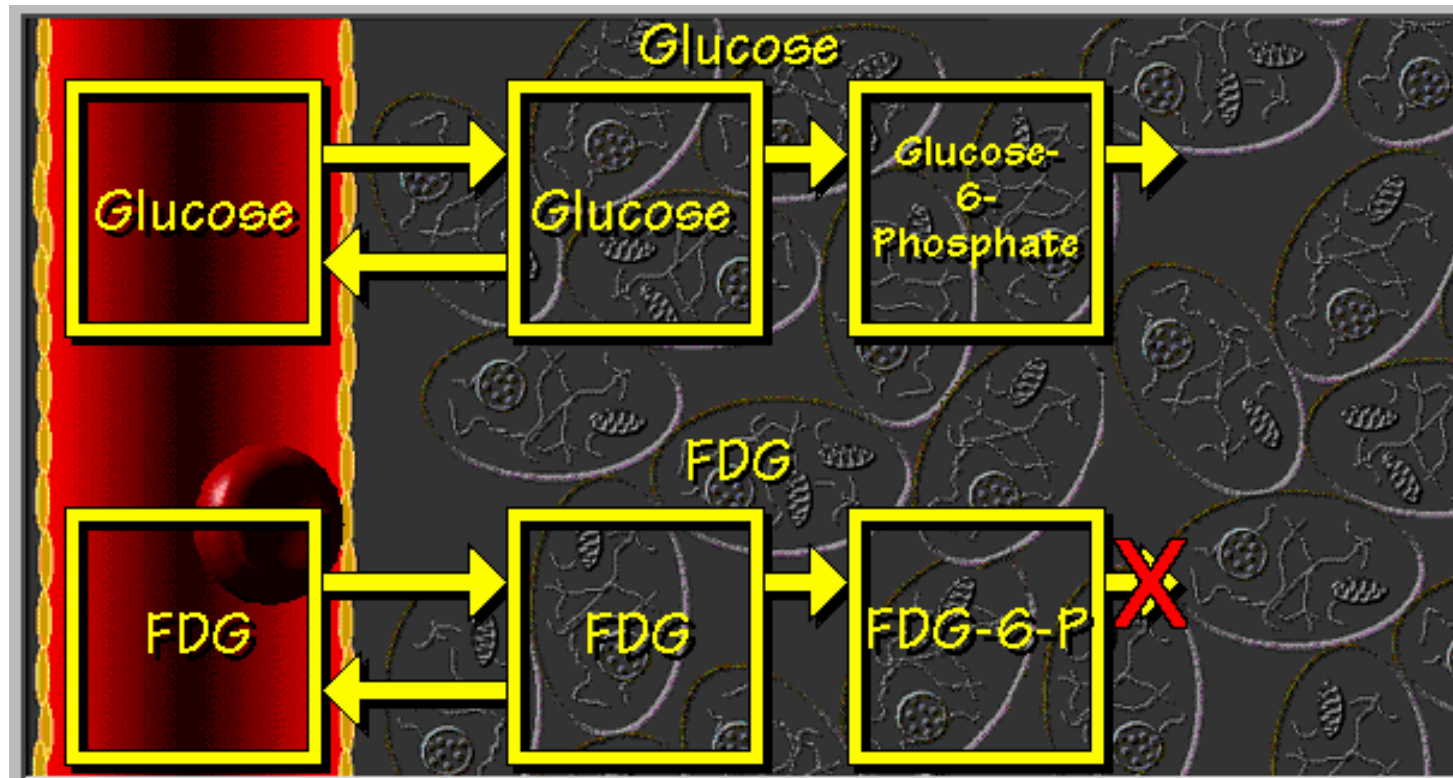 Glucose
Glucose
Glucose
Glucose-
6-
Phosphate
FDG
FDG
FDG
FDG-6-P
X